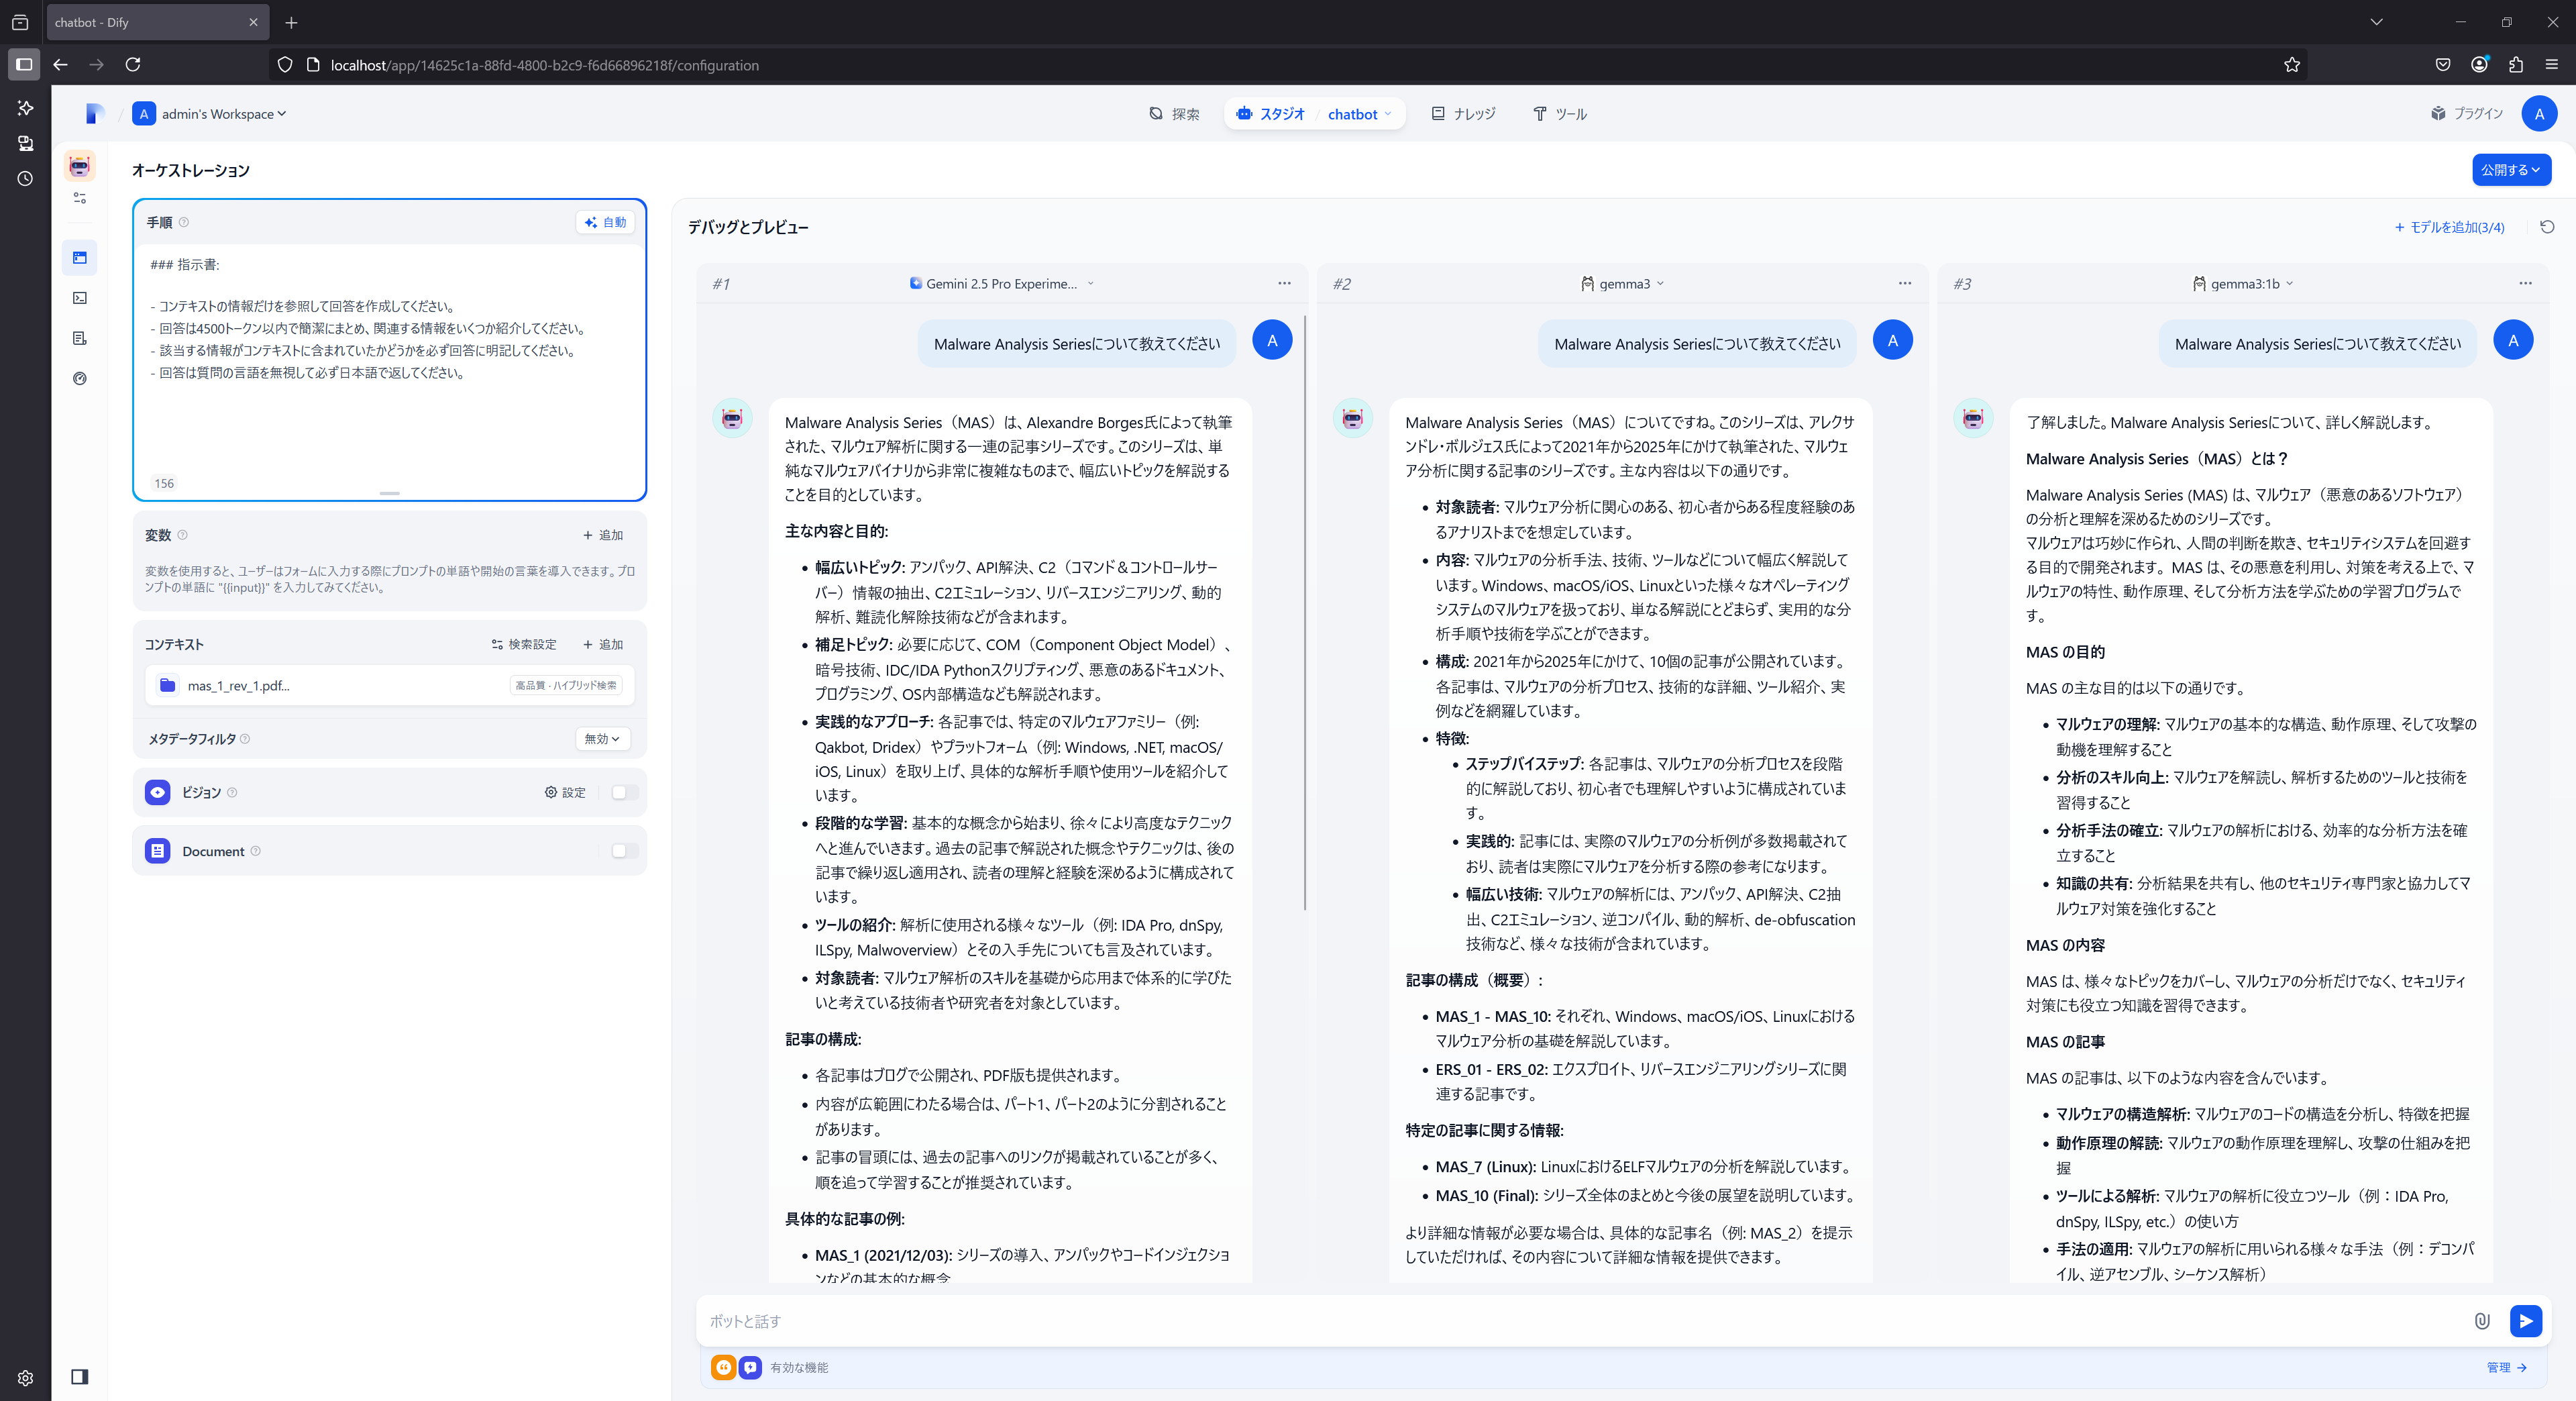 chatbot - Dify
localhost/app/14625c1a-88fd-4800-b2c9-f6d66896218f/configuration
A admin's Workspace
探索
スタジオ / chatbot
ナレッジ
ツール
プラグイン
A
オーケストレーション
公開する
手順
自動
### 指示書:
- コンテキストの情報だけを参照して回答を作成してください。
- 回答は4500トークン以内で簡潔にまとめ、関連する情報をいくつか紹介してください。
- 該当する情報がコンテキストに含まれていたかどうかを必ず回答に明記してください。
- 回答は質問の言語を無視して必ず日本語で返してください。
156
変数
+ 追加
変数を使用すると、ユーザーはフォームに入力する際にプロンプトの単語や開始の言葉を導入できます。プロ
ンプトの単語に "{{input}}" を入力してみてください。
コンテキスト
検索設定
+ 追加
mas_1_rev_1.pdf...
高品質・ハイブリッド検索
メタデータフィルタ
無効
ビジョン
設定
Document
デバッグとプレビュー
+ モデルを追加(3/4)
#1
Gemini 2.5 Pro Experime...
Malware Analysis Seriesについて教えてください
A
Malware Analysis Series（MAS）は、Alexandre Borges氏によって執筆
された、マルウェア解析に関する一連の記事シリーズです。このシリーズは、単
純なマルウェアバイナリから非常に複雑なものまで、幅広いトピックを解説する
ことを目的としています。
主な内容と目的:
• 幅広いトピック: アンパック、API解決、C2（コマンド＆コントロールサー
バー）情報の抽出、C2エミュレーション、リバースエンジニアリング、動的
解析、難読化解除技術などが含まれます。
• 補足トピック: 必要に応じて、COM（Component Object Model）、
暗号技術、IDC/IDA Pythonスクリプティング、悪意のあるドキュメント、
プログラミング、OS内部構造なども解説されます。
• 実践的なアプローチ: 各記事では、特定のマルウェアファミリー（例:
Qakbot, Dridex）やプラットフォーム（例: Windows, .NET, macOS/
iOS, Linux）を取り上げ、具体的な解析手順や使用ツールを紹介して
います。
• 段階的な学習: 基本的な概念から始まり、徐々により高度なテクニック
へと進んでいきます。過去の記事で解説された概念やテクニックは、後の
記事で繰り返し適用され、読者の理解と経験を深めるように構成されて
います。
• ツールの紹介: 解析に使用される様々なツール（例: IDA Pro, dnSpy,
ILSpy, Malwoverview）とその入手先についても言及されています。
• 対象読者: マルウェア解析のスキルを基礎から応用まで体系的に学びた
いと考えている技術者や研究者を対象としています。
記事の構成:
• 各記事はブログで公開され、PDF版も提供されます。
• 内容が広範囲にわたる場合は、パート1、パート2のように分割されること
があります。
• 記事の冒頭には、過去の記事へのリンクが掲載されていることが多く、
順を追って学習することが推奨されています。
具体的な記事の例:
• MAS_1 (2021/12/03): シリーズの導入、アンパックやコードインジェクショ
ンなどの基本的な概念
#2
gemma3
Malware Analysis Seriesについて教えてください
A
Malware Analysis Series（MAS）についてですね。このシリーズは、アレクサ
ンドレ・ボルジェス氏によって2021年から2025年にかけて執筆された、マルウェ
ア分析に関する記事のシリーズです。主な内容は以下の通りです。
• 対象読者: マルウェア分析に関心のある、初心者からある程度経験のあ
るアナリストまでを想定しています。
• 内容: マルウェアの分析手法、技術、ツールなどについて幅広く解説して
います。Windows、macOS/iOS、Linuxといった様々なオペレーティング
システムのマルウェアを扱っており、単なる解説にとどまらず、実用的な分
析手順や技術を学ぶことができます。
• 構成: 2021年から2025年にかけて、10個の記事が公開されています。
各記事は、マルウェアの分析プロセス、技術的な詳細、ツール紹介、実
例などを網羅しています。
• 特徴:
• ステップバイステップ: 各記事は、マルウェアの分析プロセスを段階
的に解説しており、初心者でも理解しやすいように構成されていま
す。
• 実践的: 記事には、実際のマルウェアの分析例が多数掲載されて
おり、読者は実際にマルウェアを分析する際の参考になります。
• 幅広い技術: マルウェアの解析には、アンパック、API解決、C2抽
出、C2エミュレーション、逆コンパイル、動的解析、de-obfuscation
技術など、様々な技術が含まれています。
記事の構成（概要）:
• MAS_1 - MAS_10: それぞれ、Windows、macOS/iOS、Linuxにおける
マルウェア分析の基礎を解説しています。
• ERS_01 - ERS_02: エクスプロイト、リバースエンジニアリングシリーズに関
連する記事です。
特定の記事に関する情報:
• MAS_7 (Linux): LinuxにおけるELFマルウェアの分析を解説しています。
• MAS_10 (Final): シリーズ全体のまとめと今後の展望を説明しています。
より詳細な情報が必要な場合は、具体的な記事名（例: MAS_2）を提示
していただければ、その内容について詳細な情報を提供できます。
#3
gemma3:1b
Malware Analysis Seriesについて教えてください
A
了解しました。Malware Analysis Seriesについて、詳しく解説します。
Malware Analysis Series（MAS）とは？
Malware Analysis Series (MAS) は、マルウェア（悪意のあるソフトウェア）
の分析と理解を深めるためのシリーズです。
マルウェアは巧妙に作られ、人間の判断を欺き、セキュリティシステムを回避す
る目的で開発されます。 MAS は、その悪意を利用し、対策を考える上で、マ
ルウェアの特性、動作原理、そして分析方法を学ぶための学習プログラムで
す。
MAS の目的
MAS の主な目的は以下の通りです。
• マルウェアの理解: マルウェアの基本的な構造、動作原理、そして攻撃の
動機を理解すること
• 分析のスキル向上: マルウェアを解読し、解析するためのツールと技術を
習得すること
• 分析手法の確立: マルウェアの解析における、効率的な分析方法を確
立すること
• 知識の共有: 分析結果を共有し、他のセキュリティ専門家と協力してマ
ルウェア対策を強化すること
MAS の内容
MAS は、様々なトピックをカバーし、マルウェアの分析だけでなく、セキュリティ
対策にも役立つ知識を習得できます。
MAS の記事
MAS の記事は、以下のような内容を含んでいます。
• マルウェアの構造解析: マルウェアのコードの構造を分析し、特徴を把握
• 動作原理の解読: マルウェアの動作原理を理解し、攻撃の仕組みを把
握
• ツールによる解析: マルウェアの解析に役立つツール（例：IDA Pro,
dnSpy, ILSpy, etc.）の使い方
• 手法の適用: マルウェアの解析に用いられる様々な手法（例：デコンパ
イル、逆アセンブル、シーケンス解析）
ボットと話す
有効な機能
管理 →